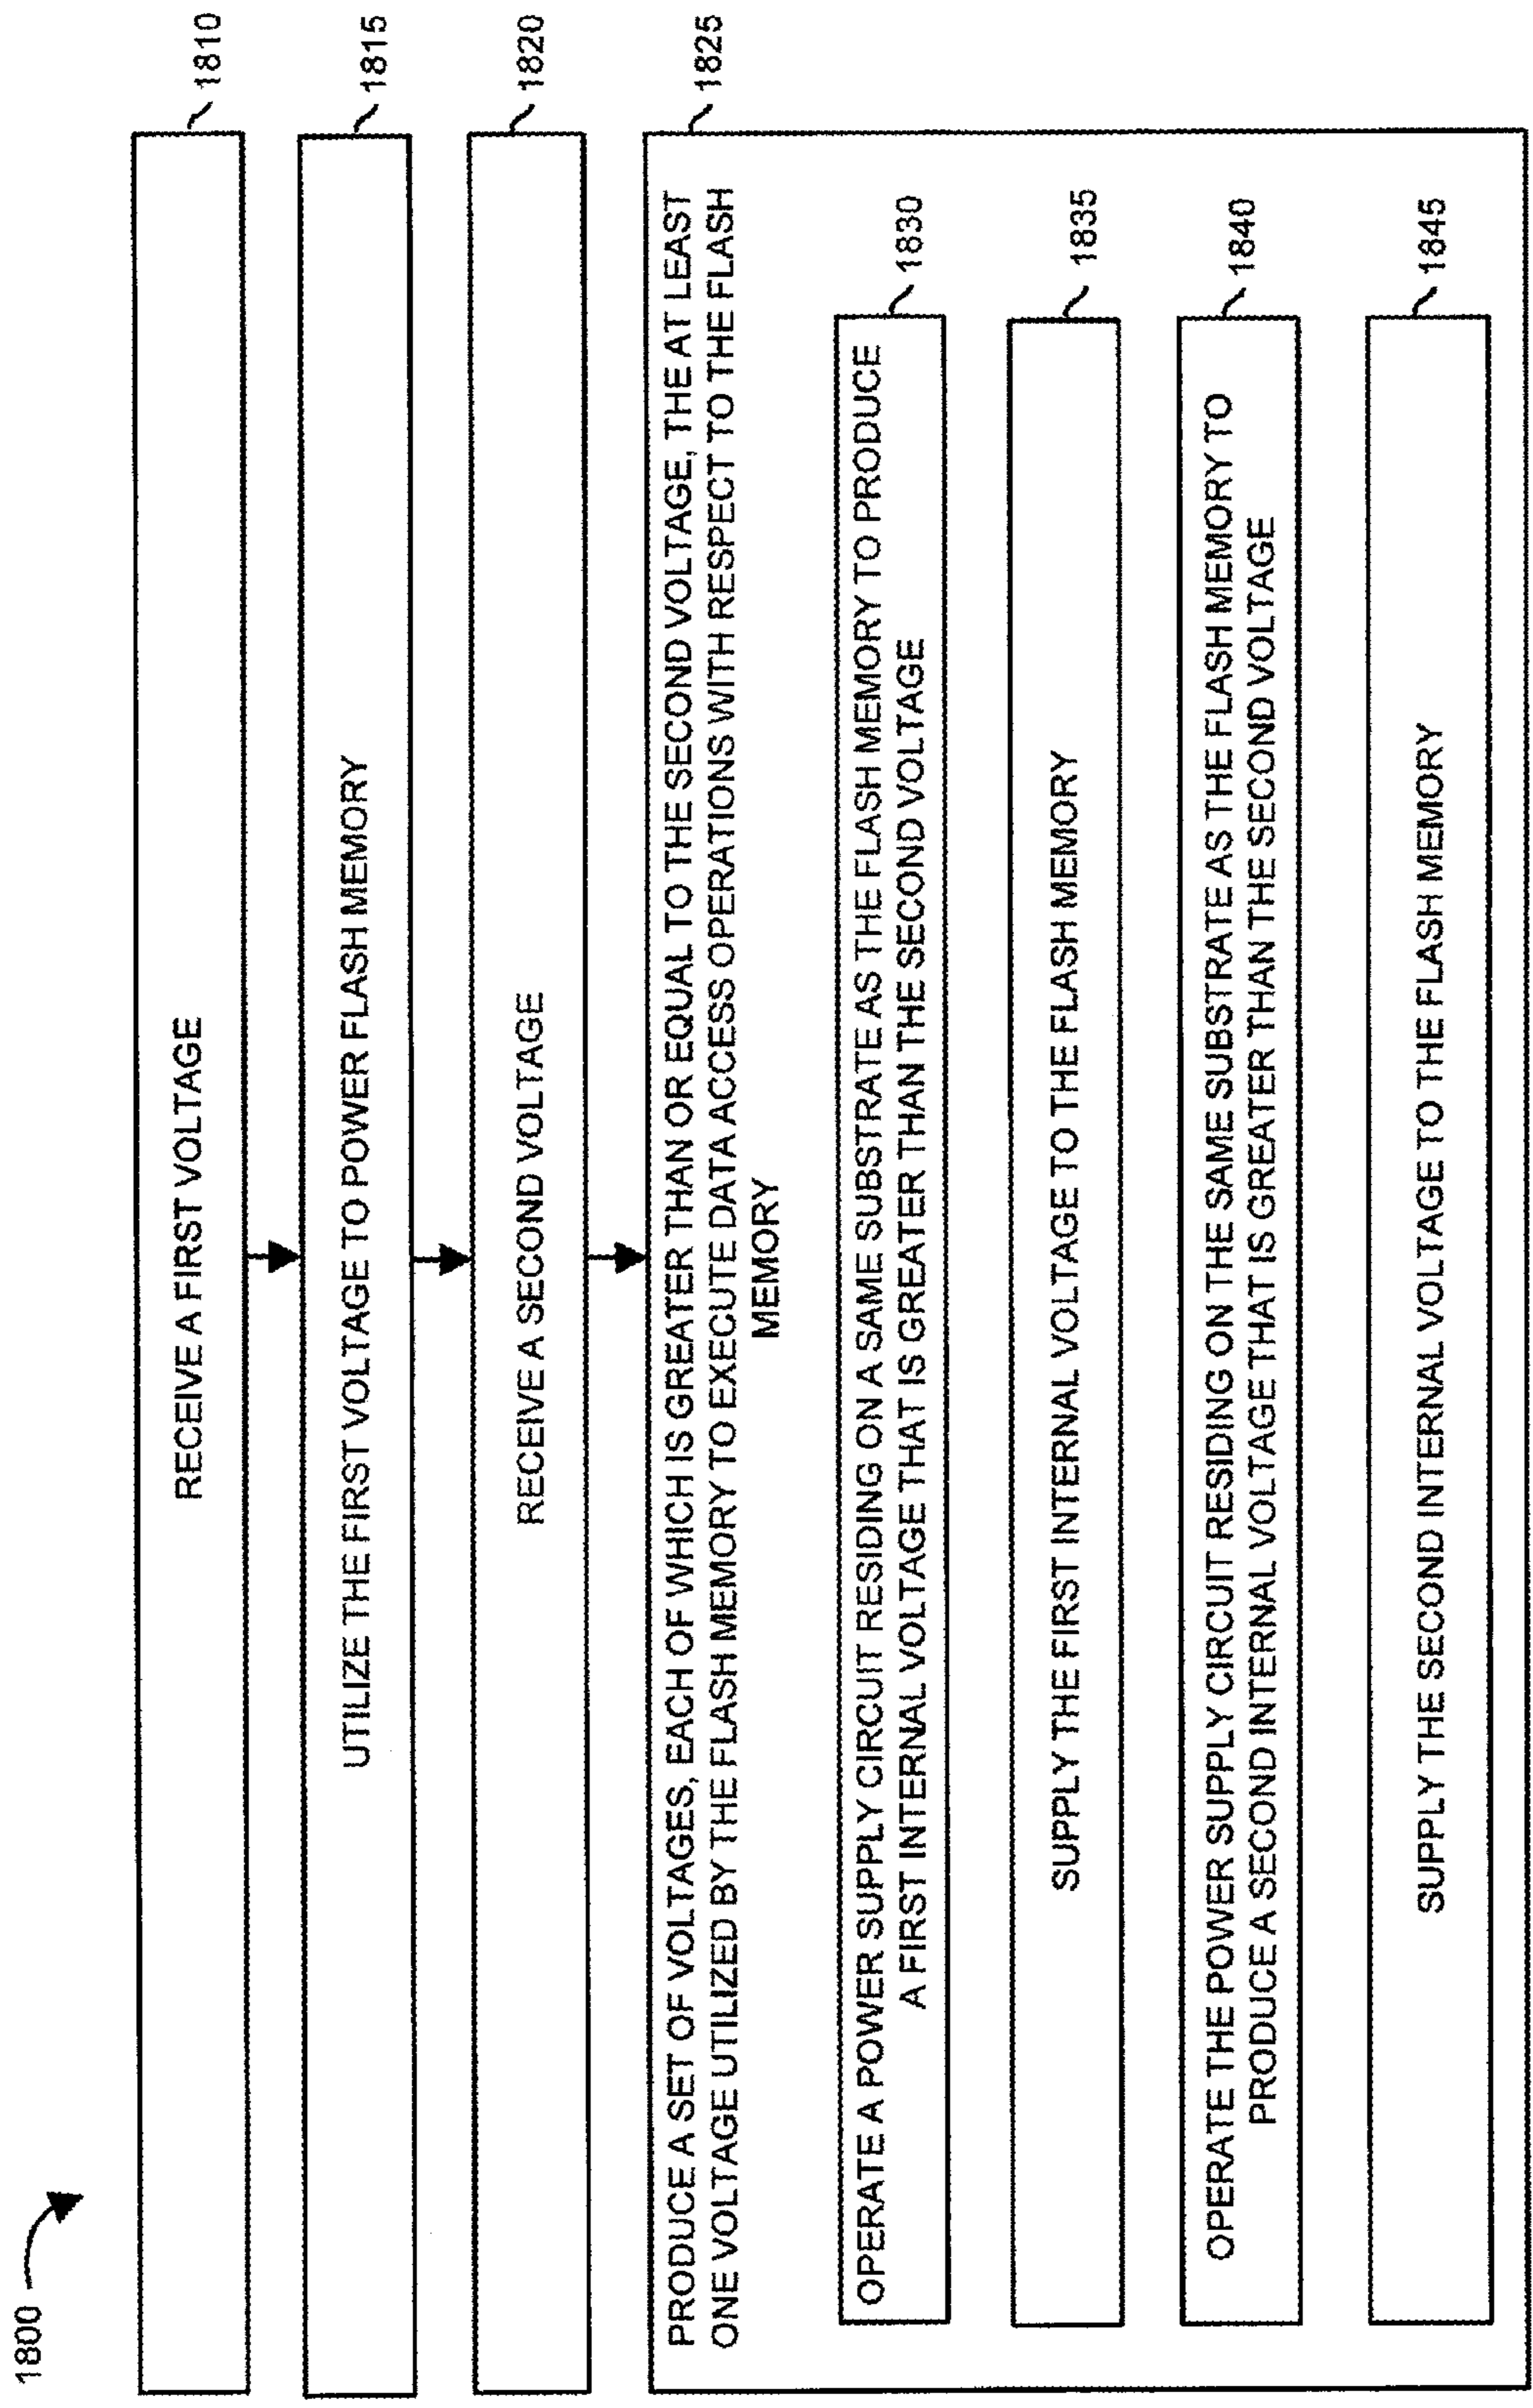 1800
RECEIVE A FIRST VOLTAGE
1810
UTILIZE THE FIRST VOLTAGE TO POWER FLASH MEMORY
1815
RECEIVE A SECOND VOLTAGE
1820
1825
PRODUCE A SET OF VOLTAGES, EACH OF WHICH IS GREATER THAN OR EQUAL TO THE SECOND VOLTAGE, THE AT LEAST
ONE VOLTAGE UTILIZED BY THE FLASH MEMORY TO EXECUTE DATA ACCESS OPERATIONS WITH RESPECT TO THE FLASH
MEMORY
OPERATE A POWER SUPPLY CIRCUIT RESIDING ON A SAME SUBSTRATE AS THE FLASH MEMORY TO PRODUCE
A FIRST INTERNAL VOLTAGE THAT IS GREATER THAN THE SECOND VOLTAGE
1830
SUPPLY THE FIRST INTERNAL VOLTAGE TO THE FLASH MEMORY
1835
OPERATE THE POWER SUPPLY CIRCUIT RESIDING ON THE SAME SUBSTRATE AS THE FLASH MEMORY TO
PRODUCE A SECOND INTERNAL VOLTAGE THAT IS GREATER THAN THE SECOND VOLTAGE
1840
SUPPLY THE SECOND INTERNAL VOLTAGE TO THE FLASH MEMORY
1845